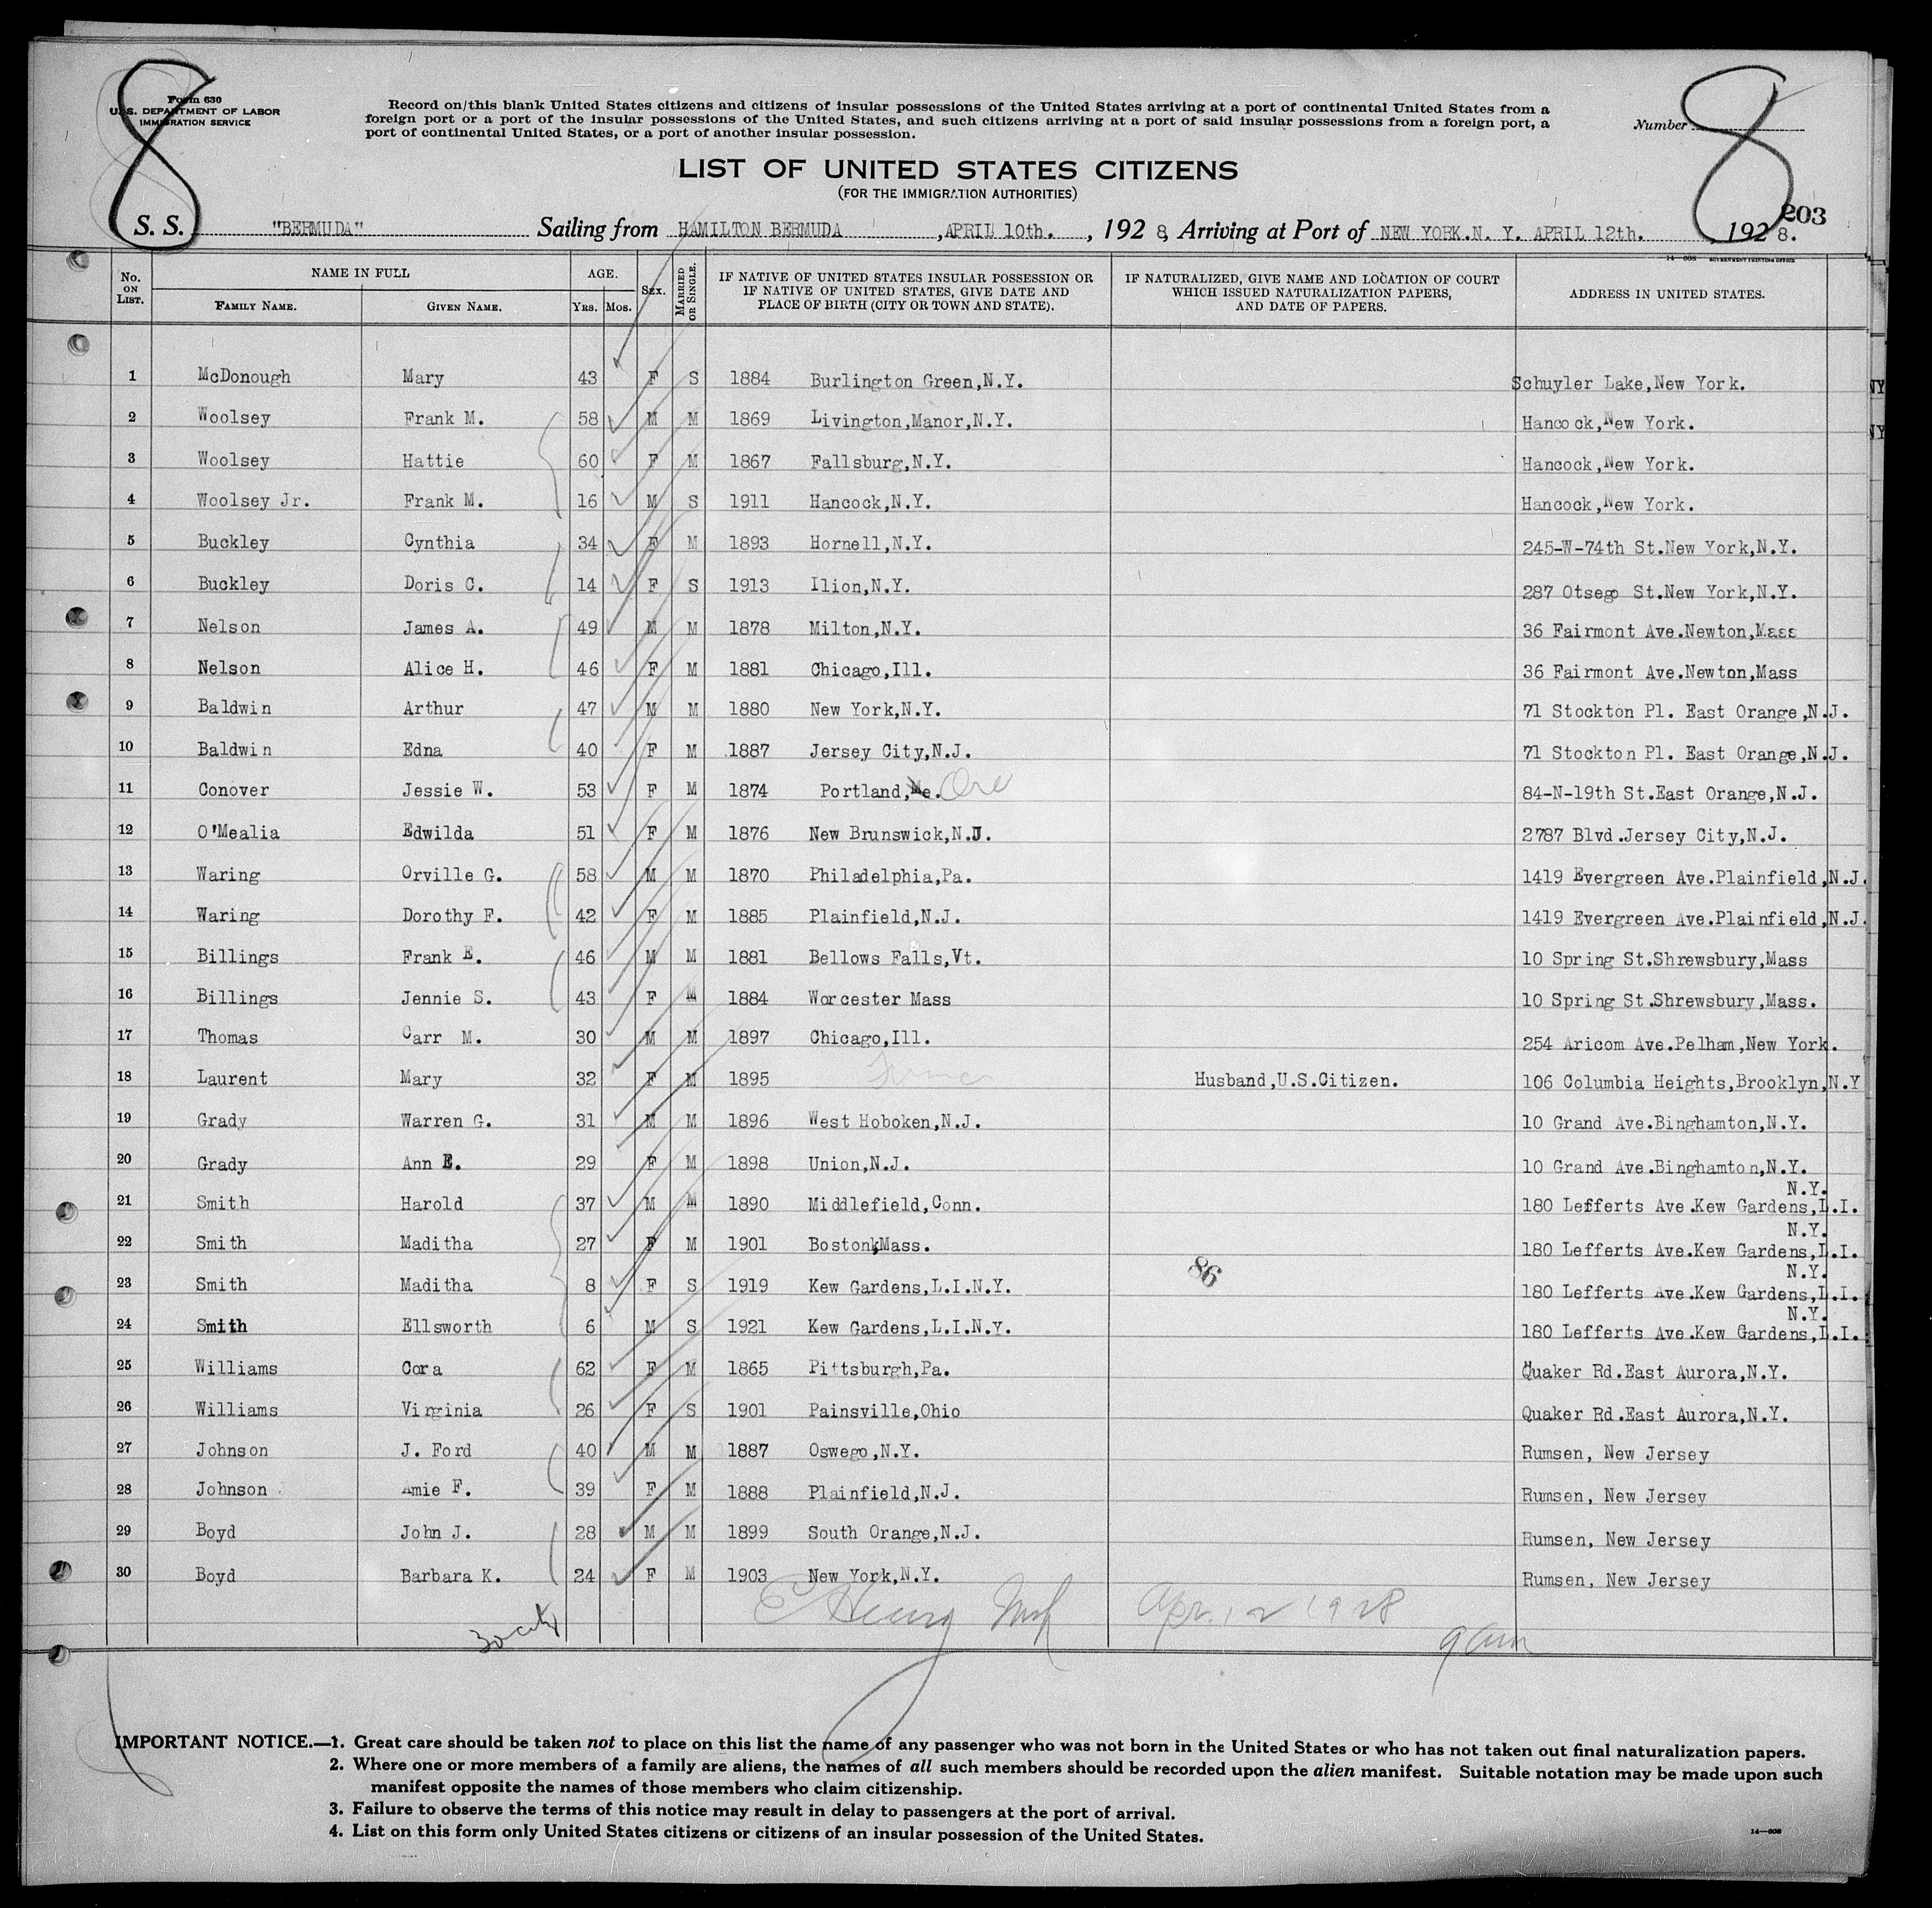 8
8
Form 630
U.S. DEPARTMENT OF LABOR
IMMIGRATION SERVICE
Record on this blank United States citizens and citizens of insular possessions of the United States arriving at a port of continental United States from a
foreign port or a port of the insular possessions of the United States, and such citizens arriving at a port of said insular possessions from a foreign port, a
port of continental United States, or a port of another insular possession.
Number
LIST OF UNITED STATES CITIZENS
(FOR THE IMMIGRATION AUTHORITIES)
203
S. S. "BERMUDA" Sailing from HAMILTON BERMUDA, APRIL 10th., 1928, Arriving at Port of NEW YORK.N. Y. APRIL 12th., 1928.
14—608 GOVERNMENT PRINTING OFFICE
No. ON LIST. NAME IN FULL FAMILY NAME. GIVEN NAME. AGE. YRS. MOS. SEX. MARRIED OR SINGLE. IF NATIVE OF UNITED STATES INSULAR POSSESSION OR IF NATIVE OF UNITED STATES, GIVE DATE AND PLACE OF BIRTH (CITY OR TOWN AND STATE). IF NATURALIZED, GIVE NAME AND LOCATION OF COURT WHICH ISSUED NATURALIZATION PAPERS, AND DATE OF PAPERS. ADDRESS IN UNITED STATES.
1 McDonough Mary 43 F S 1884 Burlington Green,N.Y. Schuyler Lake,New York.
2 Woolsey Frank M. 58 M M 1869 Livington,Manor,N.Y. Hancock,New York.
3 Woolsey Hattie 60 F M 1867 Fallsburg,N.Y. Hancock,New York.
4 Woolsey Jr. Frank M. 16 M S 1911 Hancock,N.Y. Hancock,New York.
5 Buckley Cynthia 34 F M 1893 Hornell,N.Y. 245-W-74th St.New York,N.Y.
6 Buckley Doris C. 14 F S 1913 Ilion,N.Y. 287 Otsego St.New York,N.Y.
7 Nelson James A. 49 M M 1878 Milton,N.Y. 36 Fairmont Ave.Newton,Mass
8 Nelson Alice H. 46 F M 1881 Chicago,Ill. 36 Fairmont Ave.Newton,Mass
9 Baldwin Arthur 47 M M 1880 New York,N.Y. 71 Stockton Pl. East Orange,N.J.
10 Baldwin Edna 40 F M 1887 Jersey City,N.J. 71 Stockton Pl. East Orange,N.J.
11 Conover Jessie W. 53 F M 1874 Portland,Me. Ore 84-N-19th St.East Orange,N.J.
12 O'Mealia Edwilda 51 F M 1876 New Brunswick,N.J. 2787 Blvd.Jersey City,N.J.
13 Waring Orville G. 58 M M 1870 Philadelphia,Pa. 1419 Evergreen Ave.Plainfield,N.J.
14 Waring Dorothy F. 42 F M 1885 Plainfield,N.J. 1419 Evergreen Ave.Plainfield,N.J.
15 Billings Frank E. 46 M M 1881 Bellows Falls,Vt. 10 Spring St.Shrewsbury,Mass
16 Billings Jennie S. 43 F M 1884 Worcester Mass 10 Spring St.Shrewsbury,Mass.
17 Thomas Carr M. 30 M M 1897 Chicago,Ill. 254 Aricom Ave.Pelham,New York.
18 Laurent Mary 32 F M 1895 Husband,U.S.Citizen. 106 Columbia Heights,Brooklyn,N.Y
19 Grady Warren G. 31 M M 1896 West Hoboken,N.J. 10 Grand Ave.Binghamton,N.Y.
20 Grady Ann E. 29 F M 1898 Union,N.J. 10 Grand Ave.Binghamton,N.Y.
N.Y.
21 Smith Harold 37 M M 1890 Middlefield,Conn. 180 Lefferts Ave.Kew Gardens,L.I.
N.Y.
22 Smith Maditha 27 F M 1901 Boston,Mass. 180 Lefferts Ave.Kew Gardens,L.I.
86
N.Y.
23 Smith Maditha 8 F S 1919 Kew Gardens,L.I.N.Y. 180 Lefferts Ave.Kew Gardens,L.I.
N.Y.
24 Smith Ellsworth 6 M S 1921 Kew Gardens,L.I.N.Y. 180 Lefferts Ave.Kew Gardens,L.I.
25 Williams Cora 62 F M 1865 Pittsburgh,Pa. Quaker Rd.East Aurora,N.Y.
26 Williams Virginia 26 F S 1901 Painsville,Ohio Quaker Rd.East Aurora,N.Y.
27 Johnson J. Ford 40 M M 1887 Oswego,N.Y. Rumsen, New Jersey
28 Johnson Amie F. 39 F M 1888 Plainfield,N.J. Rumsen, New Jersey
29 Boyd John J. 28 M M 1899 South Orange,N.J. Rumsen, New Jersey
30 Boyd Barbara K. 24 F M 1903 New York,N.Y. Rumsen, New Jersey
Apr. 12 1928
9 am
IMPORTANT NOTICE.—1. Great care should be taken not to place on this list the name of any passenger who was not born in the United States or who has not taken out final naturalization papers.
2. Where one or more members of a family are aliens, the names of all such members should be recorded upon the alien manifest. Suitable notation may be made upon such
manifest opposite the names of those members who claim citizenship.
3. Failure to observe the terms of this notice may result in delay to passengers at the port of arrival.
4. List on this form only United States citizens or citizens of an insular possession of the United States.
14—608